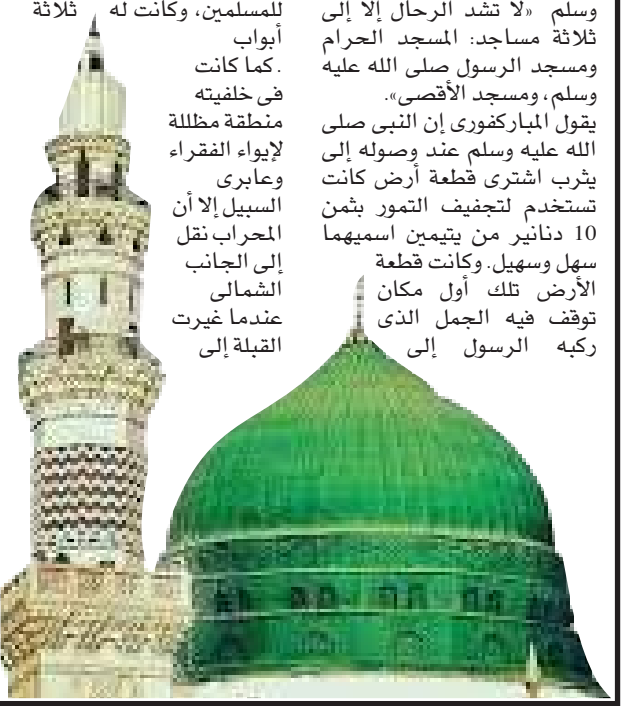 وسلم «لا تشد الرحال إلا إلى
ثلاثة مساجد: المسجد الحرام
ومسجد الرسول صلى الله عليه
وسلم، ومسجد الأقصى».
يقول المباركفورى إن النبى صلى
الله عليه وسلم عند وصوله إلى
يثرب اشترى قطعة أرض كانت
تستخدم لتجفيف التمور بثمن
10 دنانير من يتيمين اسميهما
سهل وسهيل. وكانت قطعة
الأرض تلك أول مكان
توقف فيه الجمل الذى
ركبه الرسول إلى
للمسلمين، وكانت له ثلاثة
أبواب
. كما كانت
فى خلفيته
منطقة مظللة
لإيواء الفقراء
وعابرى
السبيل إلا أن
المحراب نقل
إلى الجانب
الشمالى
عندما غيرت
القبلة إلى